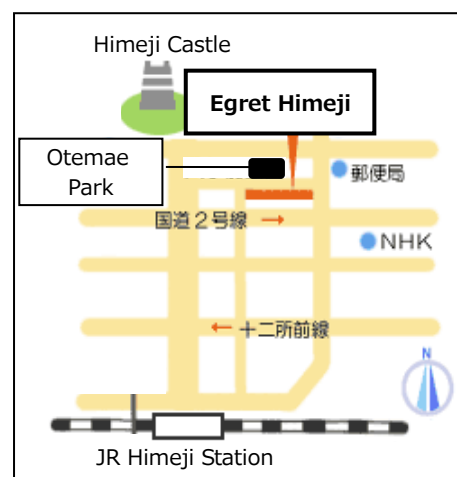 Himeji Castle
Egret Himeji
Otemae
Park
郵便局
国道２号線 →
NHK
← 十二所前線
N
JR Himeji Station